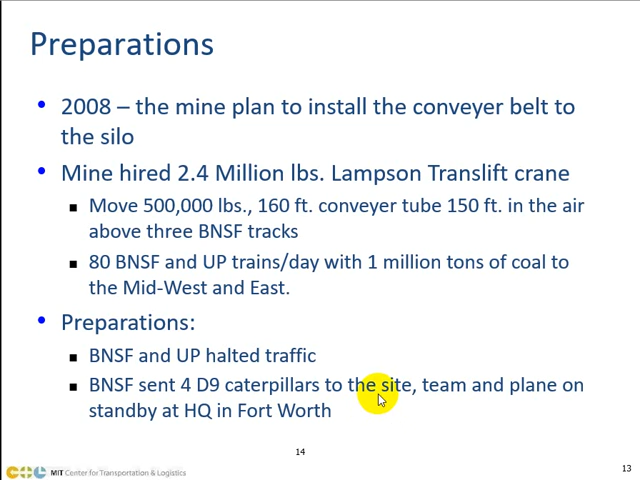 Preparations
• 2008 – the mine plan to install the conveyer belt to
the silo
• Mine hired 2.4 Million lbs. Lampson Translift crane
▪ Move 500,000 lbs., 160 ft. conveyer tube 150 ft. in the air
above three BNSF tracks
▪ 80 BNSF and UP trains/day with 1 million tons of coal to
the Mid-West and East.
• Preparations:
▪ BNSF and UP halted traffic
▪ BNSF sent 4 D9 caterpillars to the site, team and plane on
standby at HQ in Fort Worth
14
13
MIT Center for Transportation & Logistics